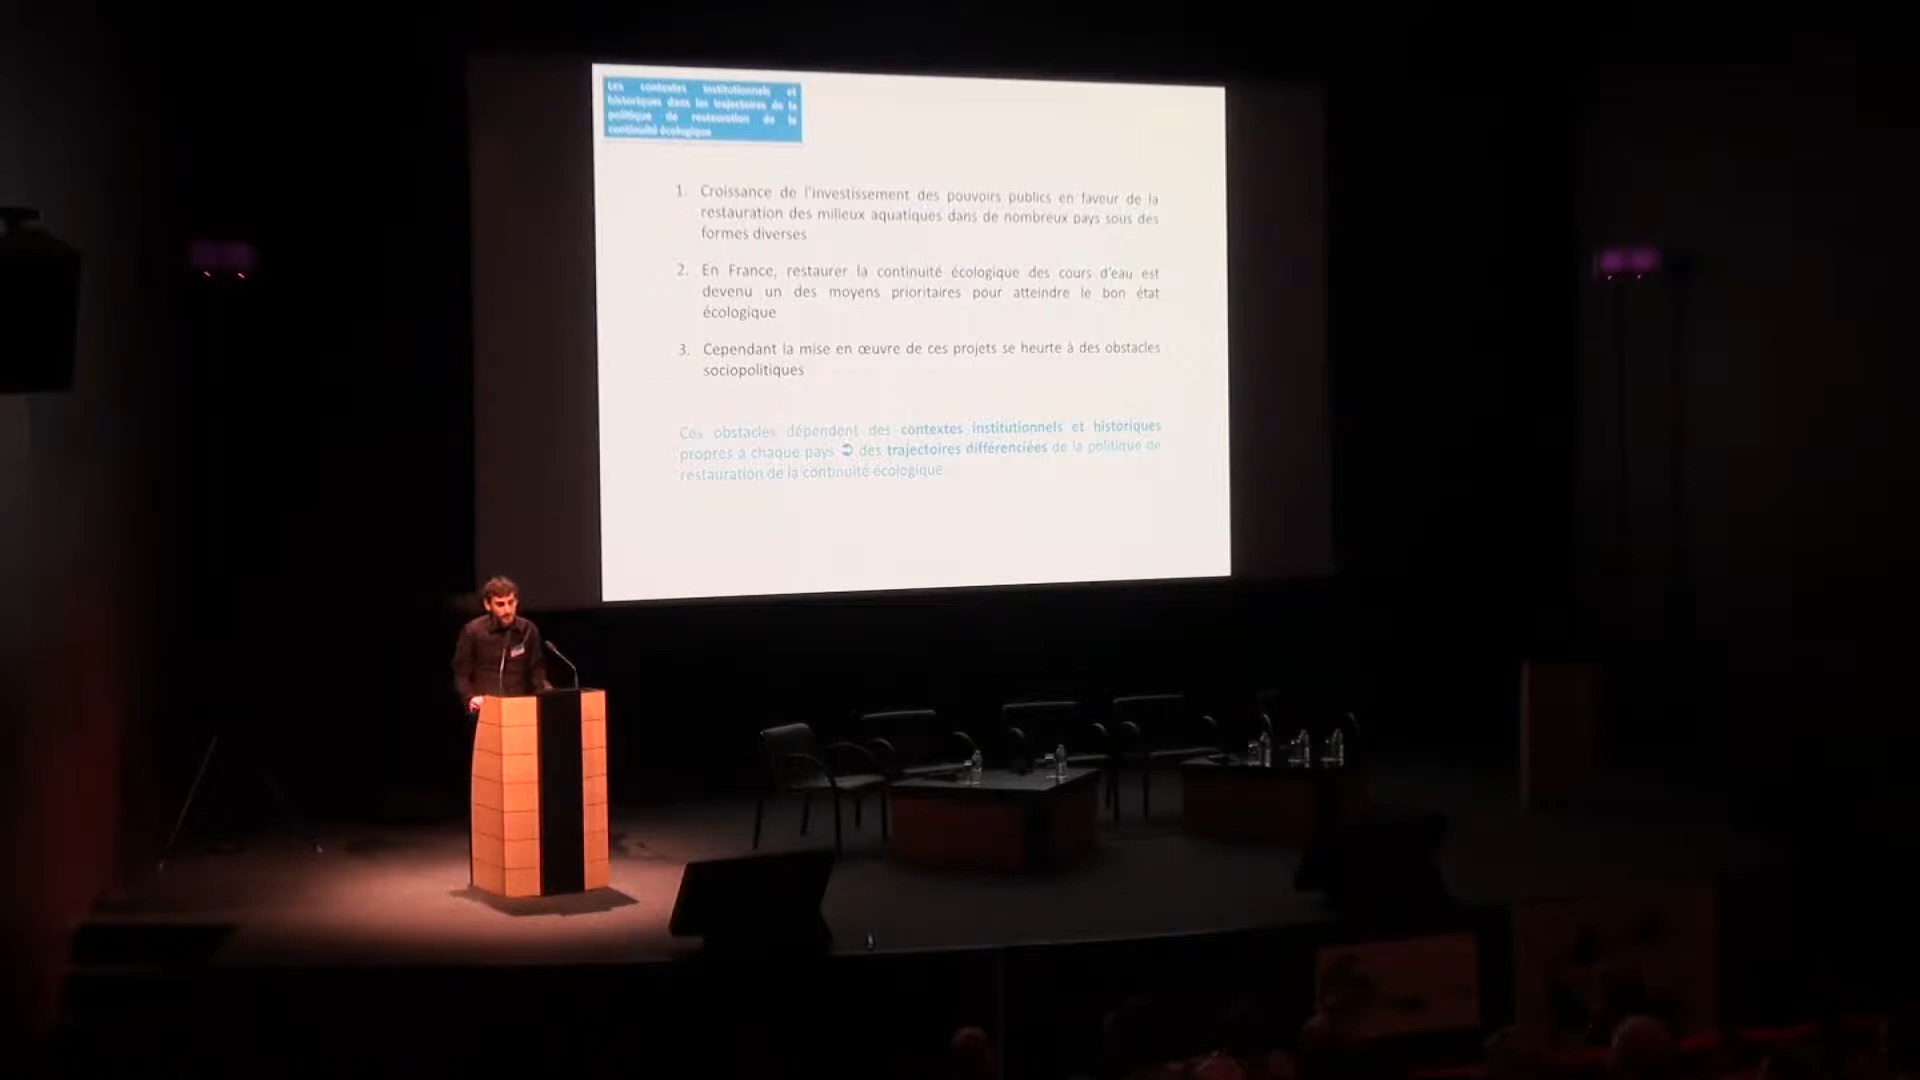 Les contextes institutionnels et
historiques dans les trajectoires de la
politique de restauration de la
continuité écologique
1. Croissance de l'investissement des pouvoirs publics en faveur de la
restauration des milieux aquatiques dans de nombreux pays sous des
formes diverses
2. En France, restaurer la continuité écologique des cours d'eau est
devenu un des moyens prioritaires pour atteindre le bon état
écologique
3. Cependant la mise en œuvre de ces projets se heurte à des obstacles
sociopolitiques
Ces obstacles dépendent des contextes institutionnels et historiques
propres à chaque pays ➲ des trajectoires différenciées de la politique de
restauration de la continuité écologique